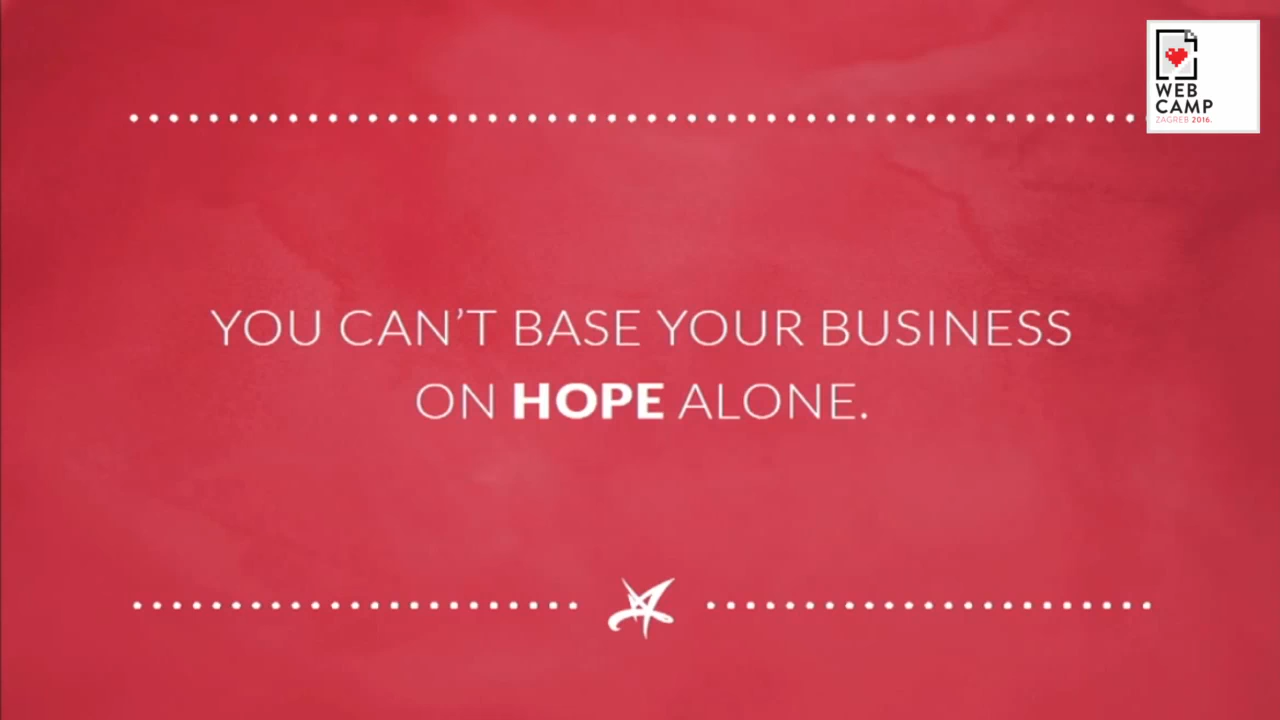 WEB
CAMP
ZAGREB 2016.
YOU CAN’T BASE YOUR BUSINESS
ON HOPE ALONE.